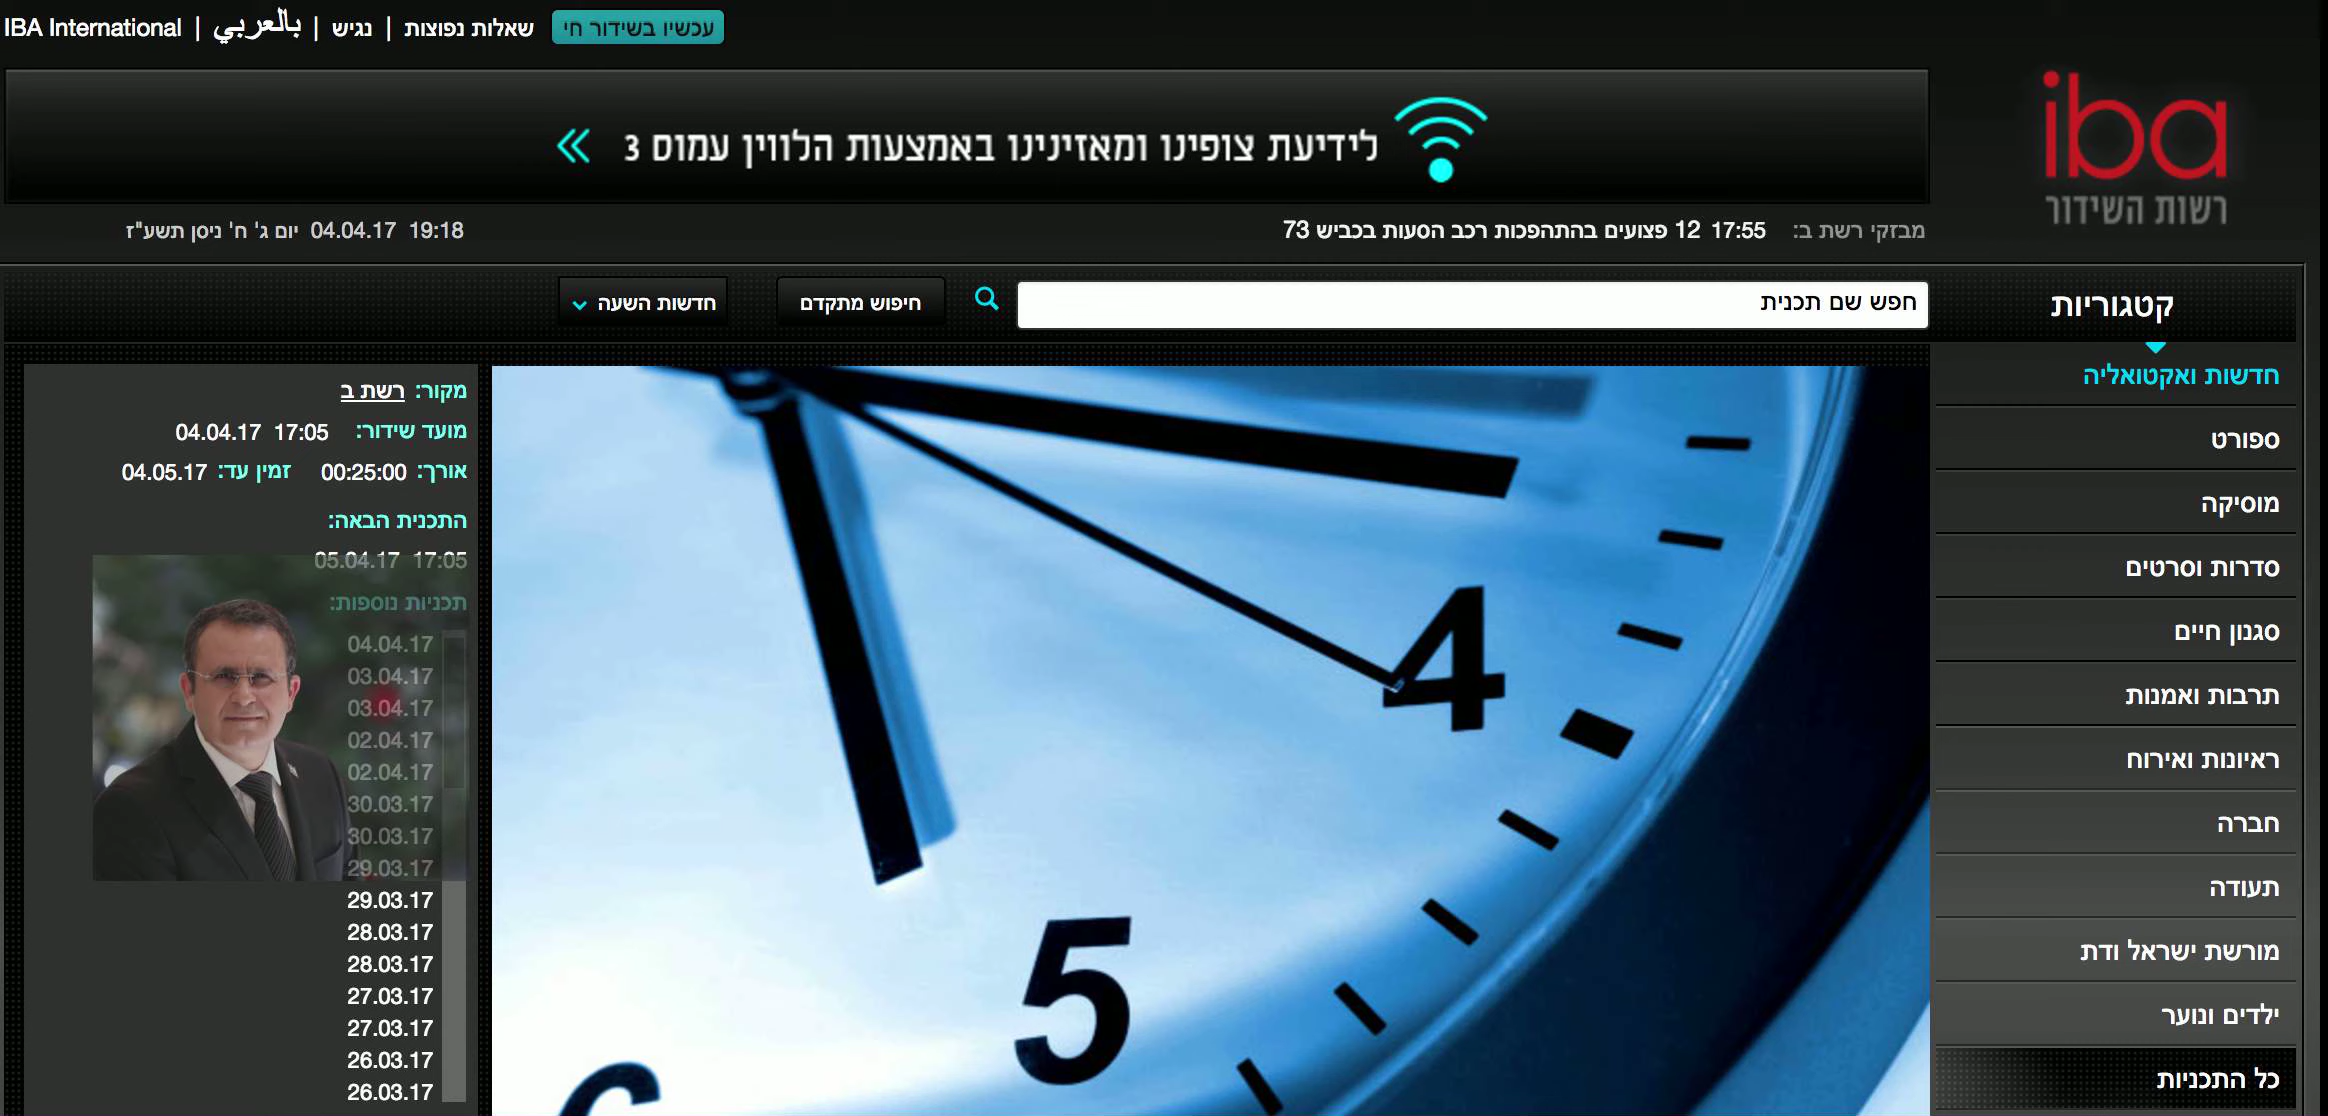 IBA International | بالعربي | נגיש | שאלות נפוצות
עכשיו בשידור חי
iba
רשות השידור
לידיעת צופינו ומאזינינו באמצעות הלווין עמוס 3 »
מבזקי רשת ב: 17:55 12 פצועים בהתהפכות רכב הסעות בכביש 73
19:18 04.04.17 יום ג' ח' ניסן תשע"ז
קטגוריות
חפש שם תכנית
חיפוש מתקדם
חדשות השעה
חדשות ואקטואליה
ספורט
מוסיקה
סדרות וסרטים
סגנון חיים
תרבות ואמנות
ראיונות ואירוח
חברה
תעודה
מורשת ישראל ודת
ילדים ונוער
כל התכניות
4
5
6
מקור: רשת ב
מועד שידור: 17:05 04.04.17
אורך: 00:25:00 זמין עד: 04.05.17
התכנית הבאה:
17:05 05.04.17
תכניות נוספות:
04.04.17
03.04.17
03.04.17
02.04.17
02.04.17
30.03.17
30.03.17
29.03.17
29.03.17
28.03.17
28.03.17
27.03.17
27.03.17
26.03.17
26.03.17